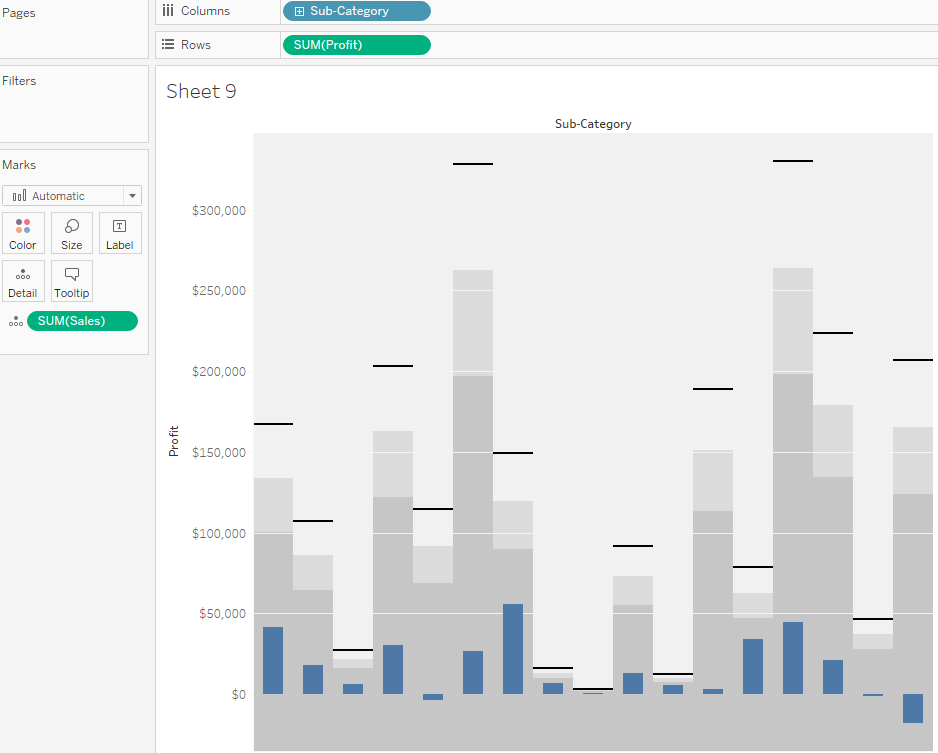 Pages
Columns
Sub-Category
Rows
SUM(Profit)
Filters
Sheet 9
Sub-Category
Marks
Automatic
Color
Size
Label
T
Detail
Tooltip
SUM(Sales)
Profit
$300,000
$250,000
$200,000
$150,000
$100,000
$50,000
$0